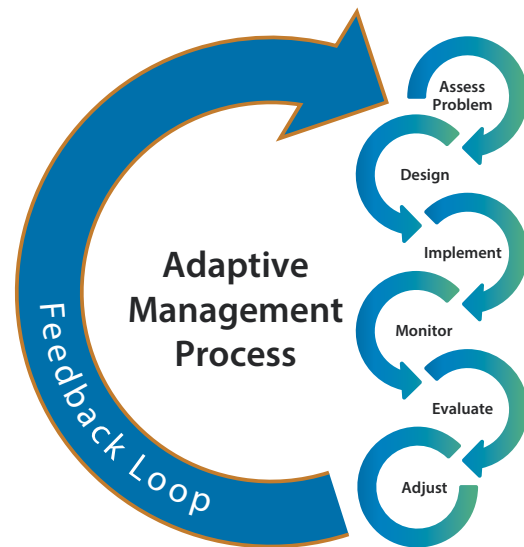 Adaptive
Management
Process
Feedback Loop
Assess
Problem
Design
Implement
Monitor
Evaluate
Adjust